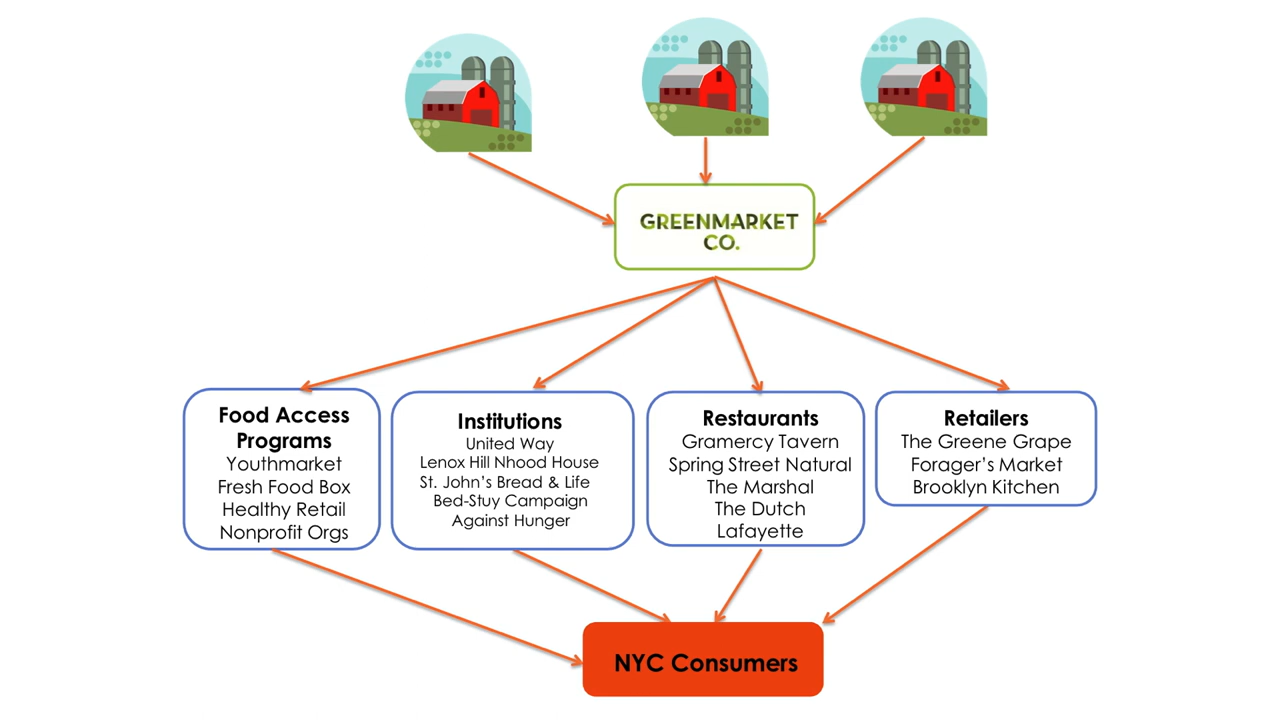 GREENMARKET
CO.
Food Access
Programs
Youthmarket
Fresh Food Box
Healthy Retail
Nonprofit Orgs
Institutions
United Way
Lenox Hill Nhood House
St. John's Bread & Life
Bed-Stuy Campaign
Against Hunger
Restaurants
Gramercy Tavern
Spring Street Natural
The Marshal
The Dutch
Lafayette
Retailers
The Greene Grape
Forager's Market
Brooklyn Kitchen
NYC Consumers